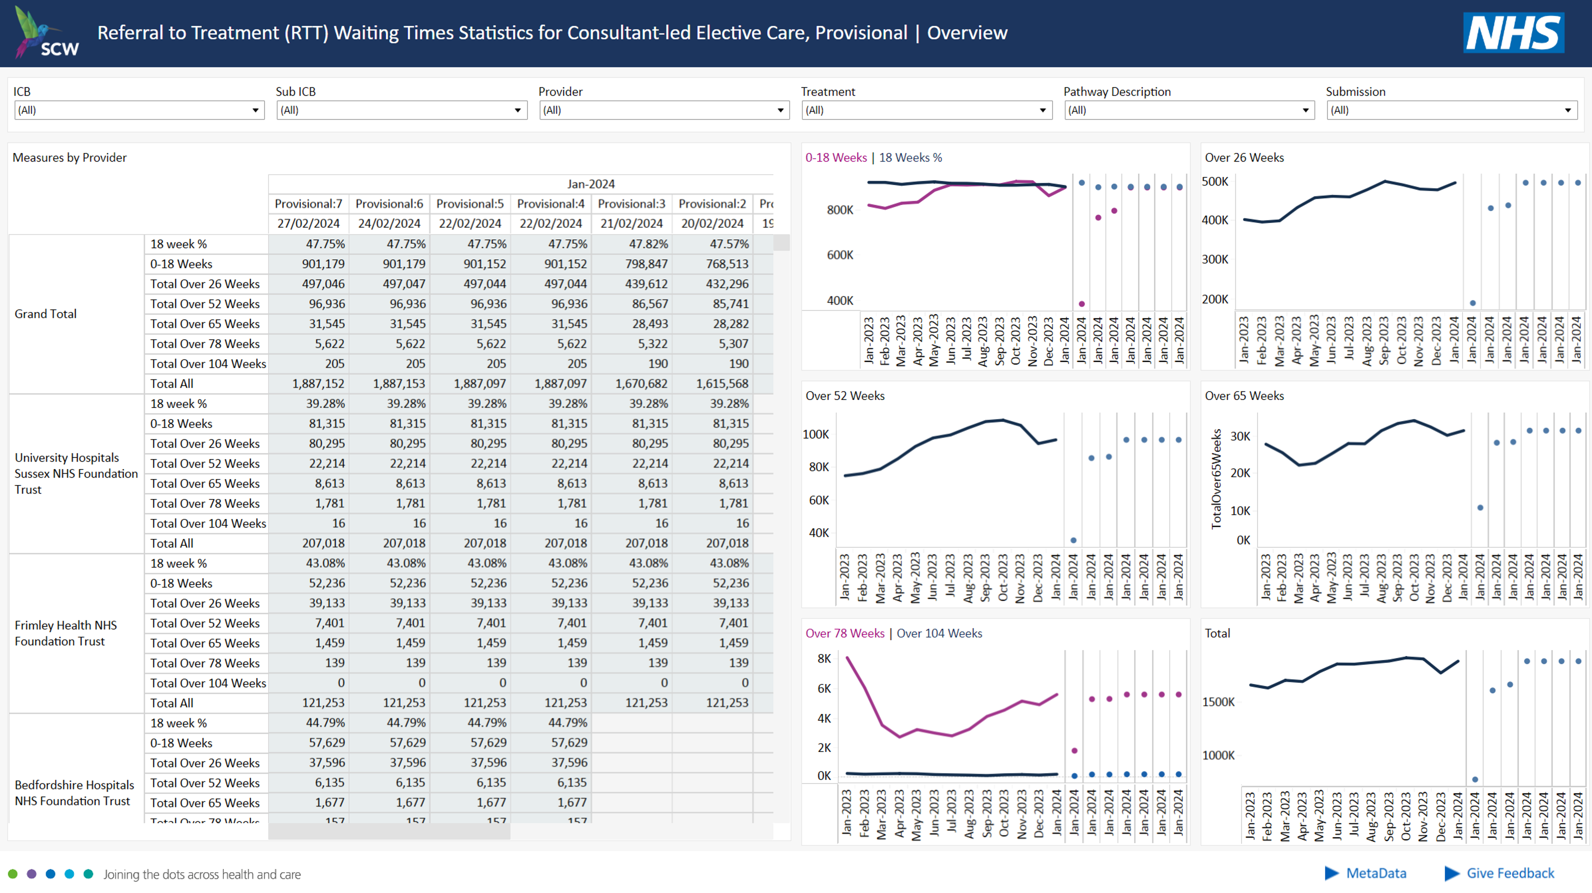 SCW
Referral to Treatment (RTT) Waiting Times Statistics for Consultant-led Elective Care, Provisional | Overview
NHS
ICB
(All)
Sub ICB
(All)
Provider
(All)
Treatment
(All)
Pathway Description
(All)
Submission
(All)
Measures by Provider
Jan-2024
Provisional:7 Provisional:6 Provisional:5 Provisional:4 Provisional:3 Provisional:2 Prc
27/02/2024 24/02/2024 22/02/2024 22/02/2024 21/02/2024 20/02/2024 19
Grand Total
18 week % 47.75% 47.75% 47.75% 47.75% 47.82% 47.57%
0-18 Weeks 901,179 901,179 901,152 901,152 798,847 768,513
Total Over 26 Weeks 497,046 497,047 497,044 497,044 439,612 432,296
Total Over 52 Weeks 96,936 96,936 96,936 96,936 86,567 85,741
Total Over 65 Weeks 31,545 31,545 31,545 31,545 28,493 28,282
Total Over 78 Weeks 5,622 5,622 5,622 5,622 5,322 5,307
Total Over 104 Weeks 205 205 205 205 190 190
Total All 1,887,152 1,887,153 1,887,097 1,887,097 1,670,682 1,615,568
University Hospitals
Sussex NHS Foundation
Trust
18 week % 39.28% 39.28% 39.28% 39.28% 39.28% 39.28%
0-18 Weeks 81,315 81,315 81,315 81,315 81,315 81,315
Total Over 26 Weeks 80,295 80,295 80,295 80,295 80,295 80,295
Total Over 52 Weeks 22,214 22,214 22,214 22,214 22,214 22,214
Total Over 65 Weeks 8,613 8,613 8,613 8,613 8,613 8,613
Total Over 78 Weeks 1,781 1,781 1,781 1,781 1,781 1,781
Total Over 104 Weeks 16 16 16 16 16 16
Total All 207,018 207,018 207,018 207,018 207,018 207,018
Frimley Health NHS
Foundation Trust
18 week % 43.08% 43.08% 43.08% 43.08% 43.08% 43.08%
0-18 Weeks 52,236 52,236 52,236 52,236 52,236 52,236
Total Over 26 Weeks 39,133 39,133 39,133 39,133 39,133 39,133
Total Over 52 Weeks 7,401 7,401 7,401 7,401 7,401 7,401
Total Over 65 Weeks 1,459 1,459 1,459 1,459 1,459 1,459
Total Over 78 Weeks 139 139 139 139 139 139
Total Over 104 Weeks 0 0 0 0 0 0
Total All 121,253 121,253 121,253 121,253 121,253 121,253
Bedfordshire Hospitals
NHS Foundation Trust
18 week % 44.79% 44.79% 44.79% 44.79%
0-18 Weeks 57,629 57,629 57,629 57,629
Total Over 26 Weeks 37,596 37,596 37,596 37,596
Total Over 52 Weeks 6,135 6,135 6,135 6,135
Total Over 65 Weeks 1,677 1,677 1,677 1,677
Total Over 78 Weeks 157 157 157 157
0-18 Weeks | 18 Weeks %
800K
600K
400K
Jan-2023 Feb-2023 Mar-2023 Apr-2023 May-2023 Jun-2023 Jul-2023 Aug-2023 Sep-2023 Oct-2023 Nov-2023 Dec-2023 Jan-2024 Jan-2024 Jan-2024 Jan-2024 Jan-2024 Jan-2024 Jan-2024 Jan-2024
Over 26 Weeks
500K
400K
300K
200K
Jan-2023 Feb-2023 Mar-2023 Apr-2023 May-2023 Jun-2023 Jul-2023 Aug-2023 Sep-2023 Oct-2023 Nov-2023 Dec-2023 Jan-2024 Jan-2024 Jan-2024 Jan-2024 Jan-2024 Jan-2024 Jan-2024 Jan-2024
Over 52 Weeks
100K
80K
60K
40K
Jan-2023 Feb-2023 Mar-2023 Apr-2023 May-2023 Jun-2023 Jul-2023 Aug-2023 Sep-2023 Oct-2023 Nov-2023 Dec-2023 Jan-2024 Jan-2024 Jan-2024 Jan-2024 Jan-2024 Jan-2024 Jan-2024 Jan-2024
Over 65 Weeks
TotalOver65Weeks
30K
20K
10K
0K
Jan-2023 Feb-2023 Mar-2023 Apr-2023 May-2023 Jun-2023 Jul-2023 Aug-2023 Sep-2023 Oct-2023 Nov-2023 Dec-2023 Jan-2024 Jan-2024 Jan-2024 Jan-2024 Jan-2024 Jan-2024 Jan-2024 Jan-2024
Over 78 Weeks | Over 104 Weeks
8K
6K
4K
2K
0K
Jan-2023 Feb-2023 Mar-2023 Apr-2023 May-2023 Jun-2023 Jul-2023 Aug-2023 Sep-2023 Oct-2023 Nov-2023 Dec-2023 Jan-2024 Jan-2024 Jan-2024 Jan-2024 Jan-2024 Jan-2024 Jan-2024 Jan-2024
Total
1500K
1000K
Jan-2023 Feb-2023 Mar-2023 Apr-2023 May-2023 Jun-2023 Jul-2023 Aug-2023 Sep-2023 Oct-2023 Nov-2023 Dec-2023 Jan-2024 Jan-2024 Jan-2024 Jan-2024 Jan-2024 Jan-2024 Jan-2024 Jan-2024
Joining the dots across health and care
MetaData
Give Feedback